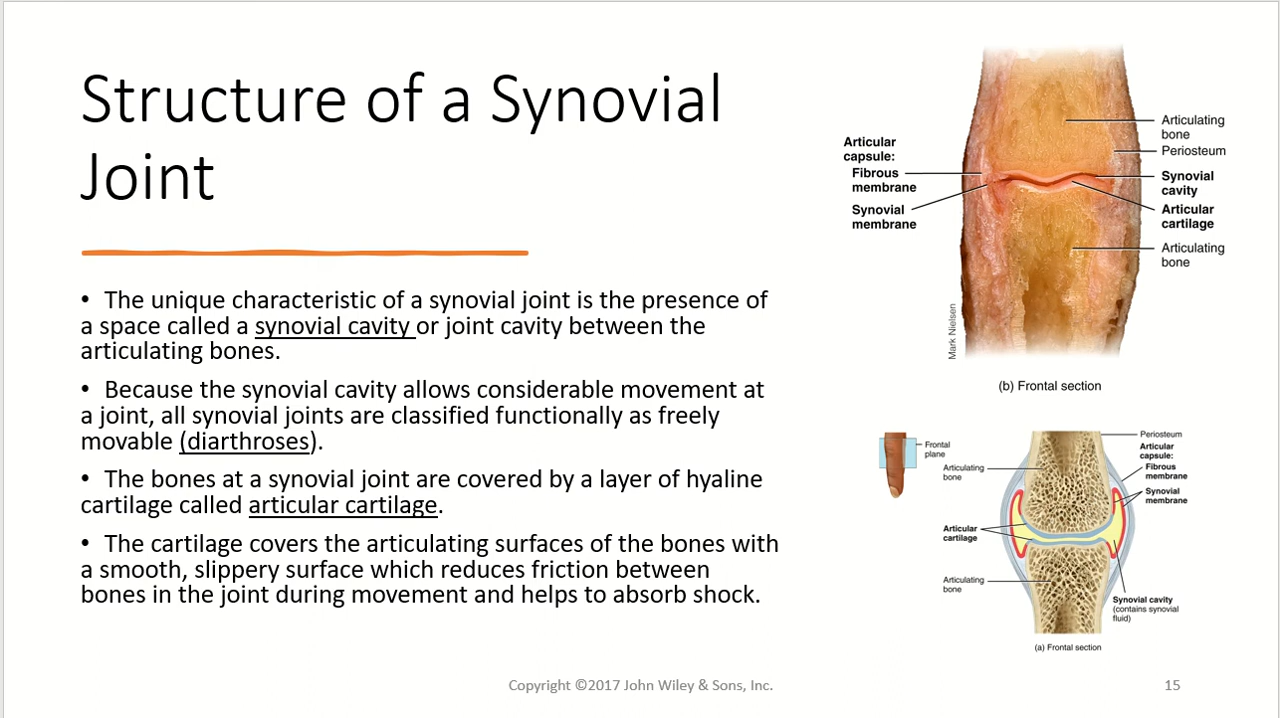 Structure of a Synovial
Joint
• The unique characteristic of a synovial joint is the presence of
a space called a synovial cavity or joint cavity between the
articulating bones.
• Because the synovial cavity allows considerable movement at
a joint, all synovial joints are classified functionally as freely
movable (diarthroses).
• The bones at a synovial joint are covered by a layer of hyaline
cartilage called articular cartilage.
• The cartilage covers the articulating surfaces of the bones with
a smooth, slippery surface which reduces friction between
bones in the joint during movement and helps to absorb shock.
Articular
capsule:
Fibrous
membrane
Synovial
membrane
Articulating
bone
Periosteum
Synovial
cavity
Articular
cartilage
Articulating
bone
Mark Nielsen
(b) Frontal section
Frontal
plane
Articulating
bone
Articular
cartilage
Articulating
bone
Periosteum
Articular
capsule:
Fibrous
membrane
Synovial
membrane
Synovial cavity
(contains synovial
fluid)
(a) Frontal section
Copyright ©2017 John Wiley & Sons, Inc.
15